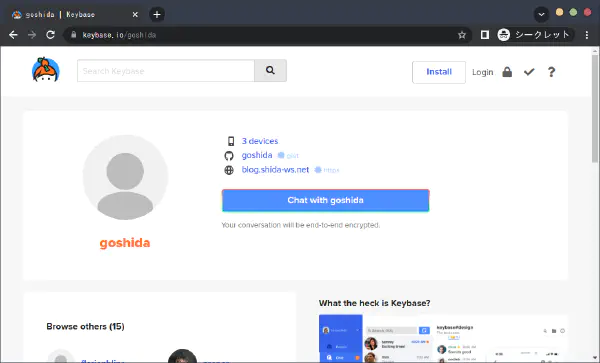 goshida | Keybase
keybase.io/goshida
シークレット
Search Keybase
Install
Login
3 devices
goshida gist
blog.shida-ws.net https
Chat with goshida
Your conversation will be end-to-end encrypted.
goshida
Browse others (15)
What the heck is Keybase?
keybase#design